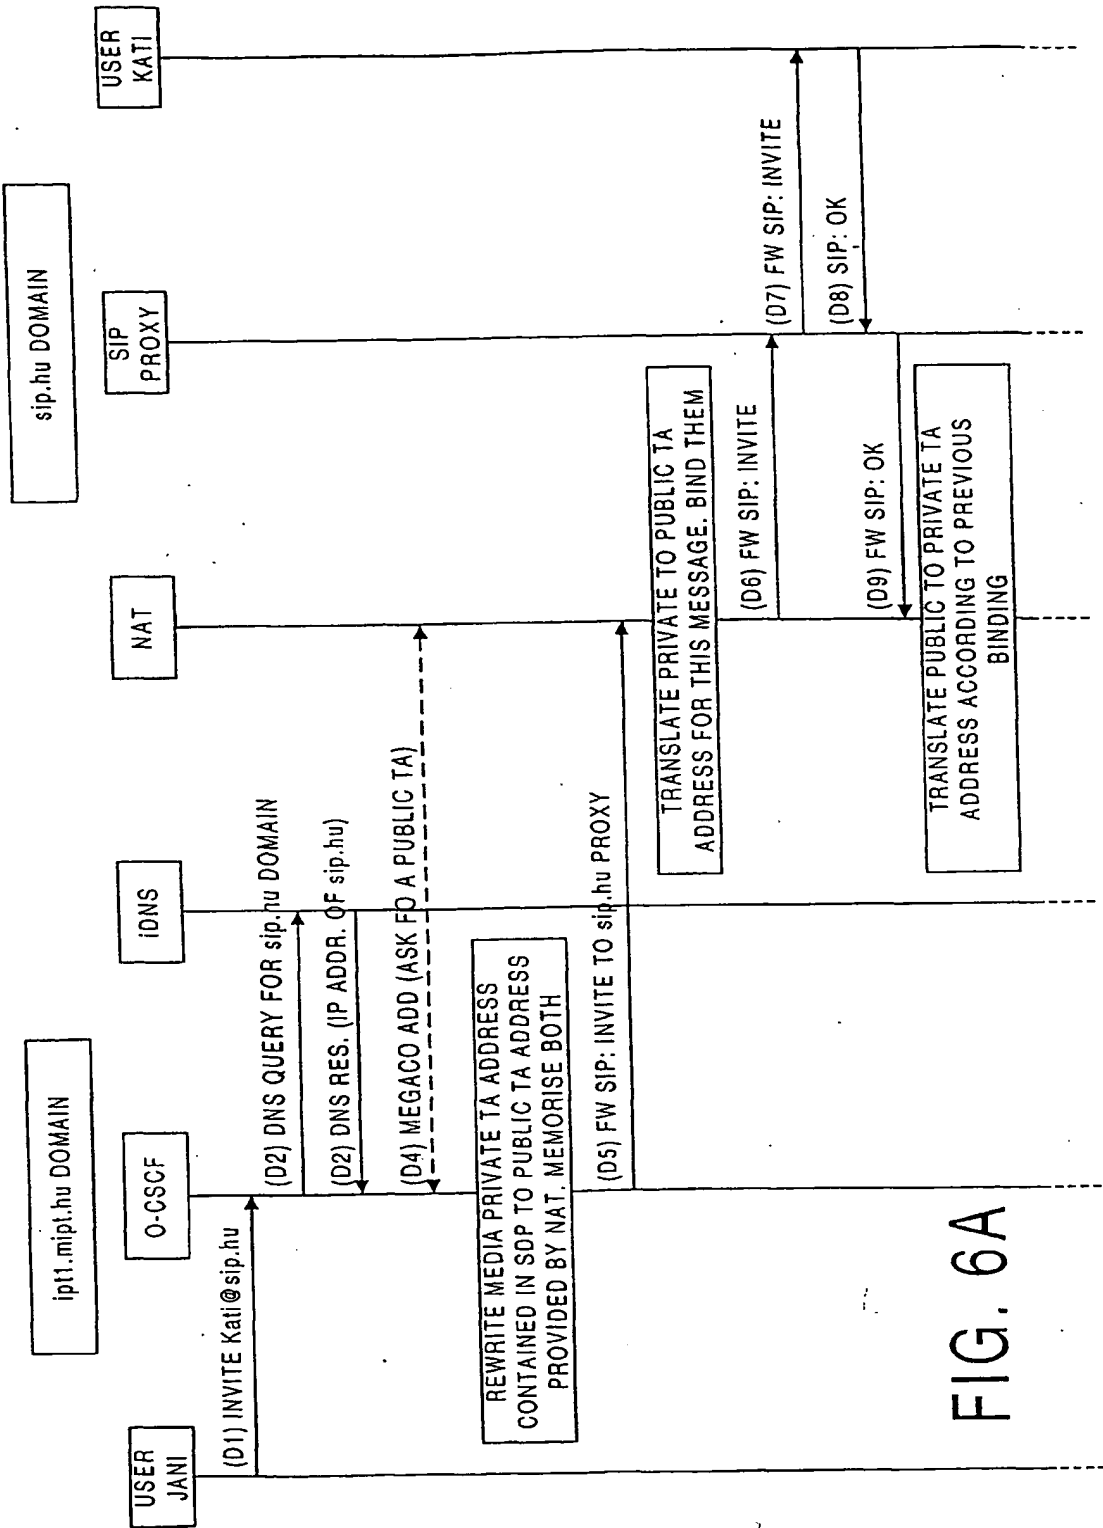 ipt1.mipt.hu DOMAIN
sip.hu DOMAIN
USER
JANI
O-CSCF
iDNS
NAT
SIP
PROXY
USER
KATI
(D1) INVITE Kati@sip.hu
(D2) DNS QUERY FOR sip.hu DOMAIN
(D2) DNS RES. (IP ADDR. OF sip.hu)
(D4) MEGACO ADD (ASK FO A PUBLIC TA)
REWRITE MEDIA PRIVATE TA ADDRESS
CONTAINED IN SDP TO PUBLIC TA ADDRESS
PROVIDED BY NAT. MEMORISE BOTH
(D5) FW SIP: INVITE TO sip.hu PROXY
TRANSLATE PRIVATE TO PUBLIC TA
ADDRESS FOR THIS MESSAGE. BIND THEM
(D6) FW SIP: INVITE
(D7) FW SIP: INVITE
(D8) SIP: OK
(D9) FW SIP: OK
TRANSLATE PUBLIC TO PRIVATE TA
ADDRESS ACCORDING TO PREVIOUS
BINDING
FIG. 6A